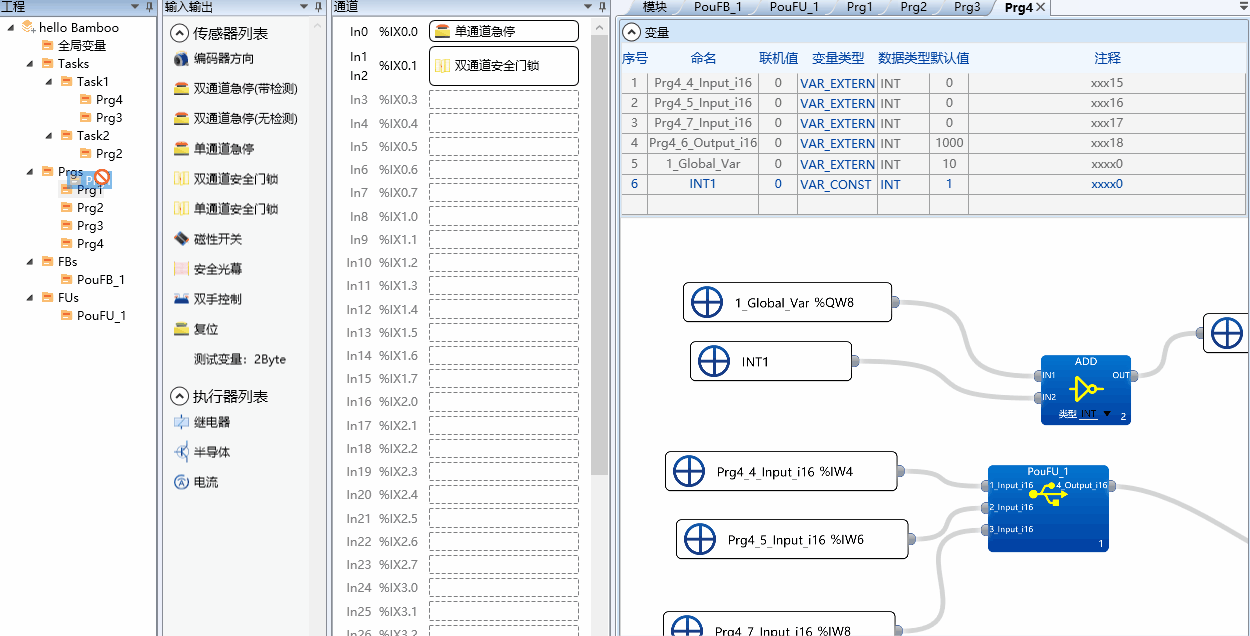 工程
hello Bamboo
全局变量
Tasks
Task1
Prg4
Prg3
Task2
Prg2
Prgs
Prg1
Prg2
Prg3
Prg4
FBs
PouFB_1
FUs
PouFU_1
输入输出
传感器列表
编码器方向
双通道急停(带检测)
双通道急停(无检测)
单通道急停
双通道安全门锁
单通道安全门锁
磁性开关
安全光幕
双手控制
复位
测试变量：2Byte
执行器列表
继电器
半导体
电流
通道
In0 %IX0.0 单通道急停
In1
In2 %IX0.1 双通道安全门锁
In3 %IX0.3
In4 %IX0.4
In5 %IX0.5
In6 %IX0.6
In7 %IX0.7
In8 %IX1.0
In9 %IX1.1
In10 %IX1.2
In11 %IX1.3
In12 %IX1.4
In13 %IX1.5
In14 %IX1.6
In15 %IX1.7
In16 %IX2.0
In17 %IX2.1
In18 %IX2.2
In19 %IX2.3
In20 %IX2.4
In21 %IX2.5
In22 %IX2.6
In23 %IX2.7
In24 %IX3.0
In25 %IX3.1
In26 %IX3.2
模块 PouFB_1 PouFU_1 Prg1 Prg2 Prg3 Prg4
变量
序号 命名 联机值 变量类型 数据类型 默认值 注释
1 Prg4_4_Input_i16 0 VAR_EXTERN INT 0 xxx15
2 Prg4_5_Input_i16 0 VAR_EXTERN INT 0 xxx16
3 Prg4_7_Input_i16 0 VAR_EXTERN INT 0 xxx17
4 Prg4_6_Output_i16 0 VAR_EXTERN INT 1000 xxx18
5 1_Global_Var 0 VAR_EXTERN INT 10 xxxx0
6 INT1 0 VAR_CONST INT 1 xxxx0
1_Global_Var %QW8
INT1
ADD
IN1 OUT
IN2
类型 INT 2
Prg4_4_Input_i16 %IW4
Prg4_5_Input_i16 %IW6
PouFU_1
1_Input_i16 4_Output_i16
2_Input_i16
3_Input_i16
1
Prg4_7_Input_i16 %IW8